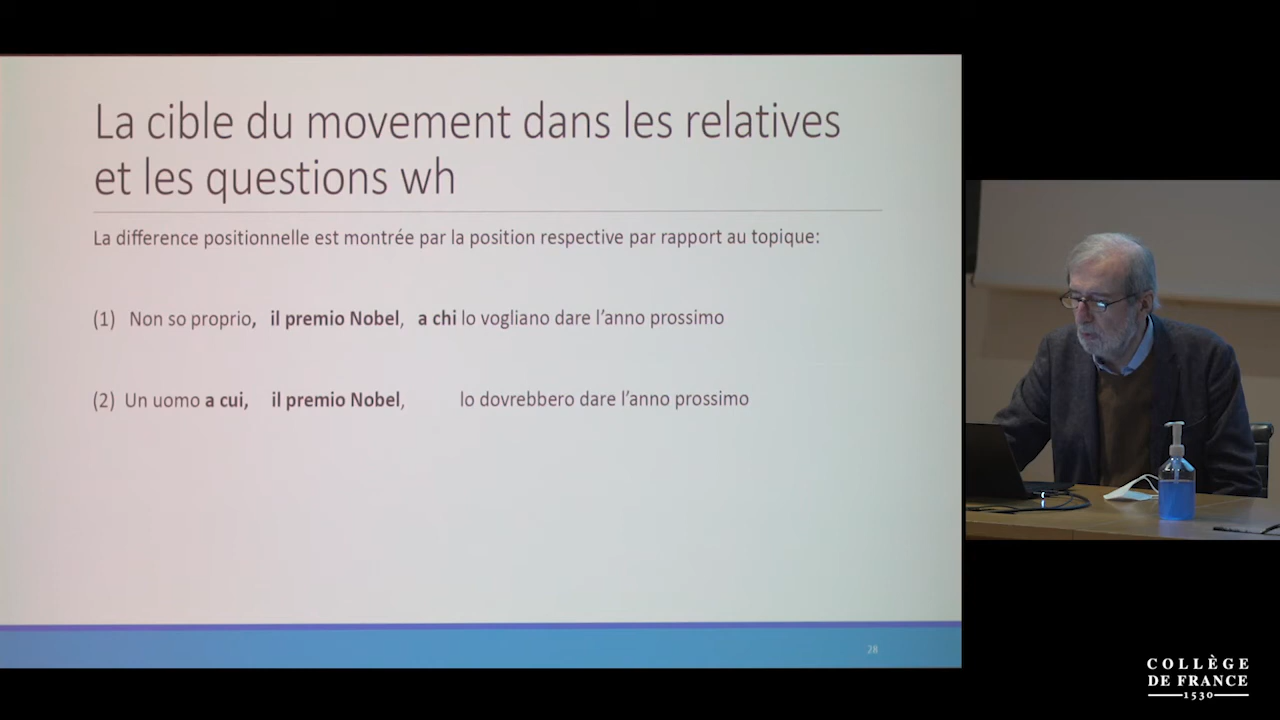 La cible du movement dans les relatives
et les questions wh
La difference positionnelle est montrée par la position respective par rapport au topique:
(1) Non so proprio, il premio Nobel, a chi lo vogliano dare l'anno prossimo
(2) Un uomo a cui, il premio Nobel, lo dovrebbero dare l'anno prossimo
28
COLLÈGE
DE FRANCE
1530